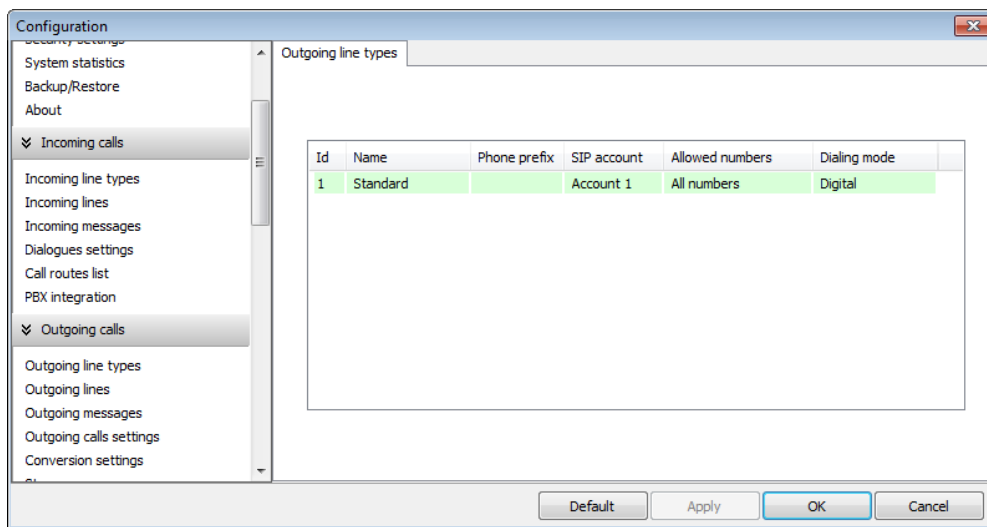 Configuration
Security settings
System statistics
Backup/Restore
About
Incoming calls
Incoming line types
Incoming lines
Incoming messages
Dialogues settings
Call routes list
PBX integration
Outgoing calls
Outgoing line types
Outgoing lines
Outgoing messages
Outgoing calls settings
Conversion settings
Outgoing line types
Id Name Phone prefix SIP account Allowed numbers Dialing mode
1 Standard Account 1 All numbers Digital
Default Apply OK Cancel